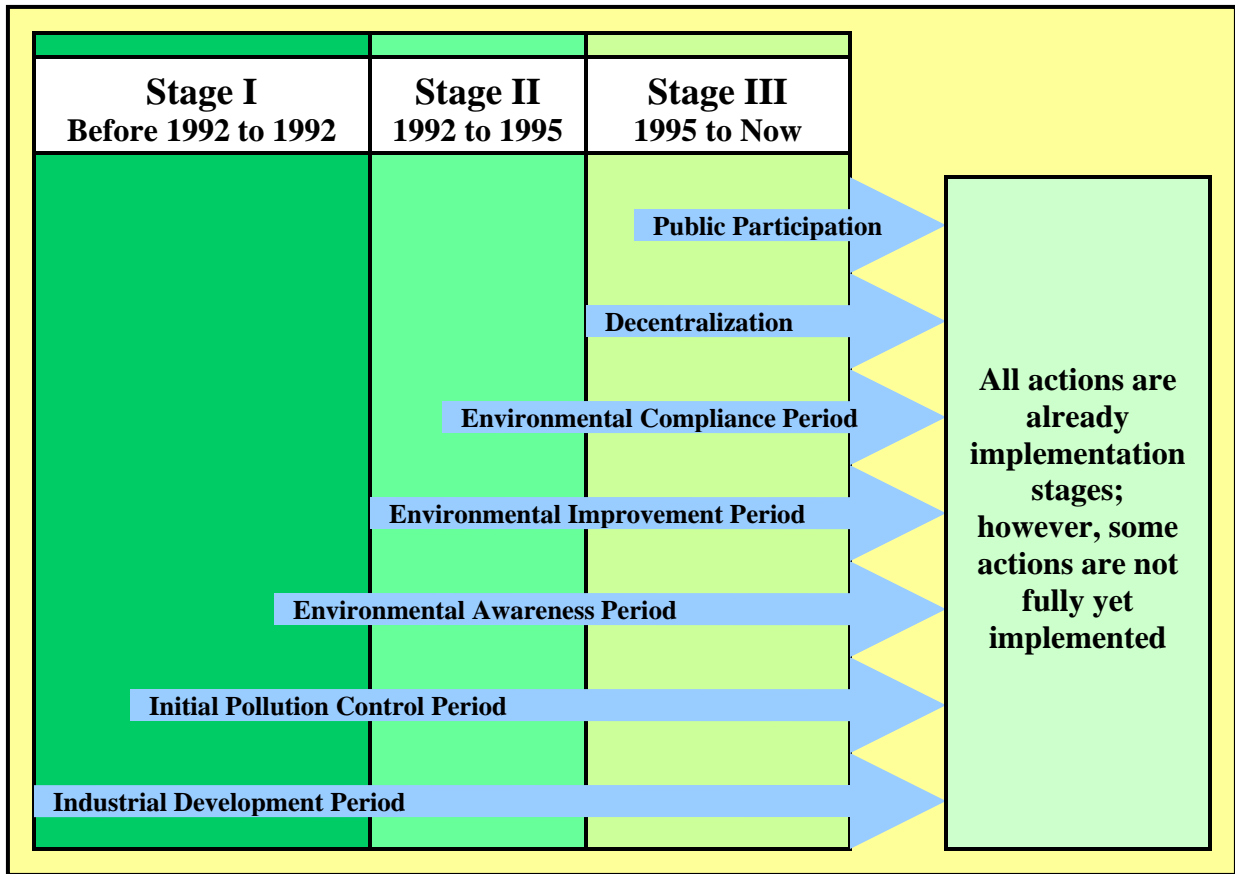 Stage I
Before 1992 to 1992
Stage II
1992 to 1995
Stage III
1995 to Now
Public Participation
Decentralization
Environmental Compliance Period
Environmental Improvement Period
Environmental Awareness Period
Initial Pollution Control Period
Industrial Development Period
All actions are
already
implementation
stages;
however, some
actions are not
fully yet
implemented